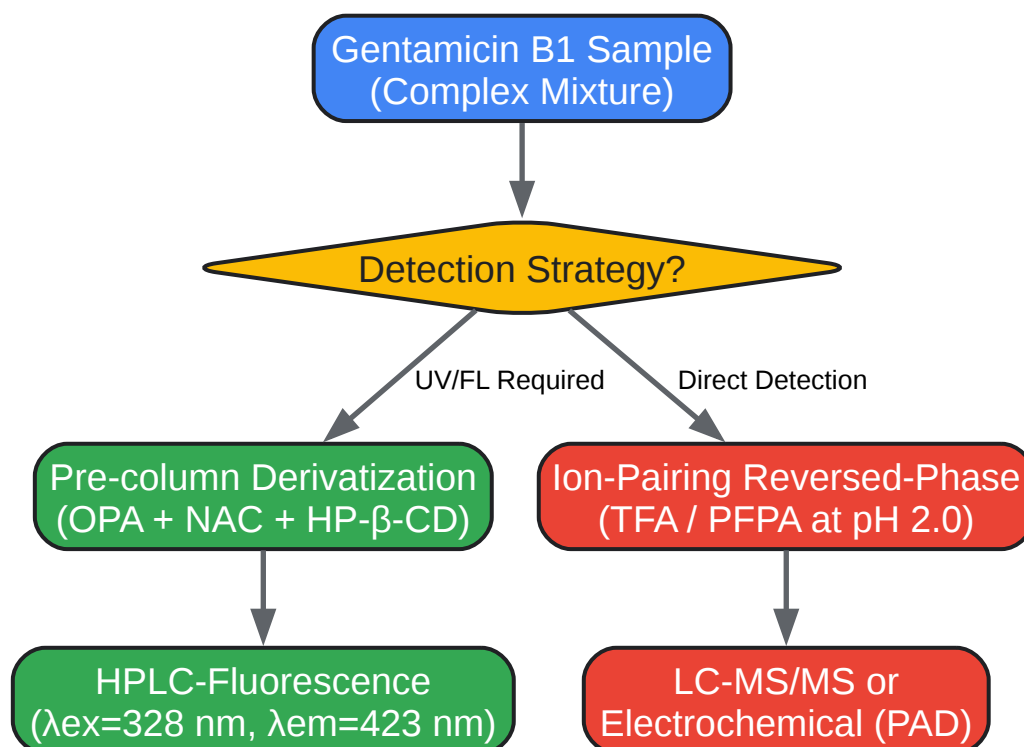 Gentamicin B1 Sample
(Complex Mixture)
Detection Strategy?
UV/FL Required
Direct Detection
Pre-column Derivatization
(OPA + NAC + HP-β-CD)
Ion-Pairing Reversed-Phase
(TFA / PFPA at pH 2.0)
HPLC-Fluorescence
(λex=328 nm, λem=423 nm)
LC-MS/MS or
Electrochemical (PAD)